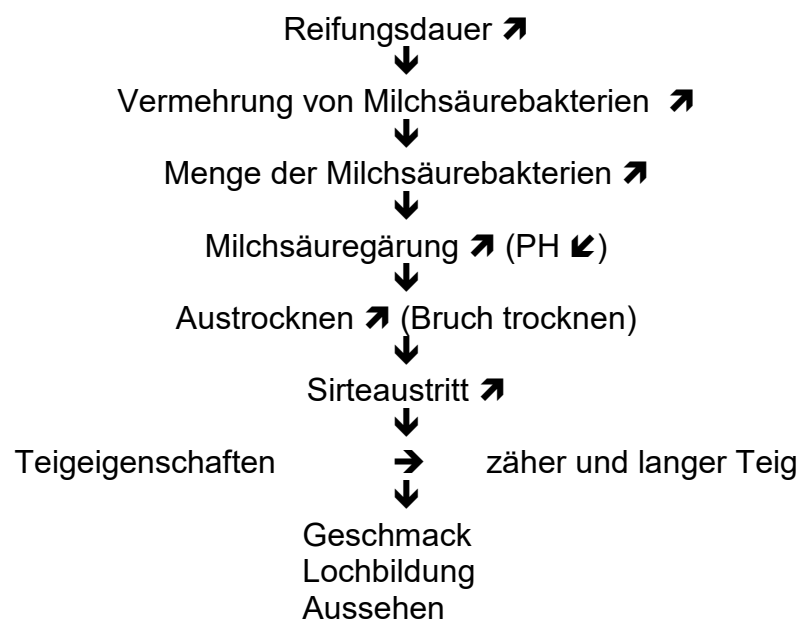 Reifungsdauer ↗
↓
Vermehrung von Milchsäurebakterien ↗
↓
Menge der Milchsäurebakterien ↗
↓
Milchsäuregärung ↗ (PH ↙)
↓
Austrocknen ↗ (Bruch trocknen)
↓
Sirteaustritt ↗
↓
Teigeigenschaften → zäher und langer Teig
↓
Geschmack
Lochbildung
Aussehen